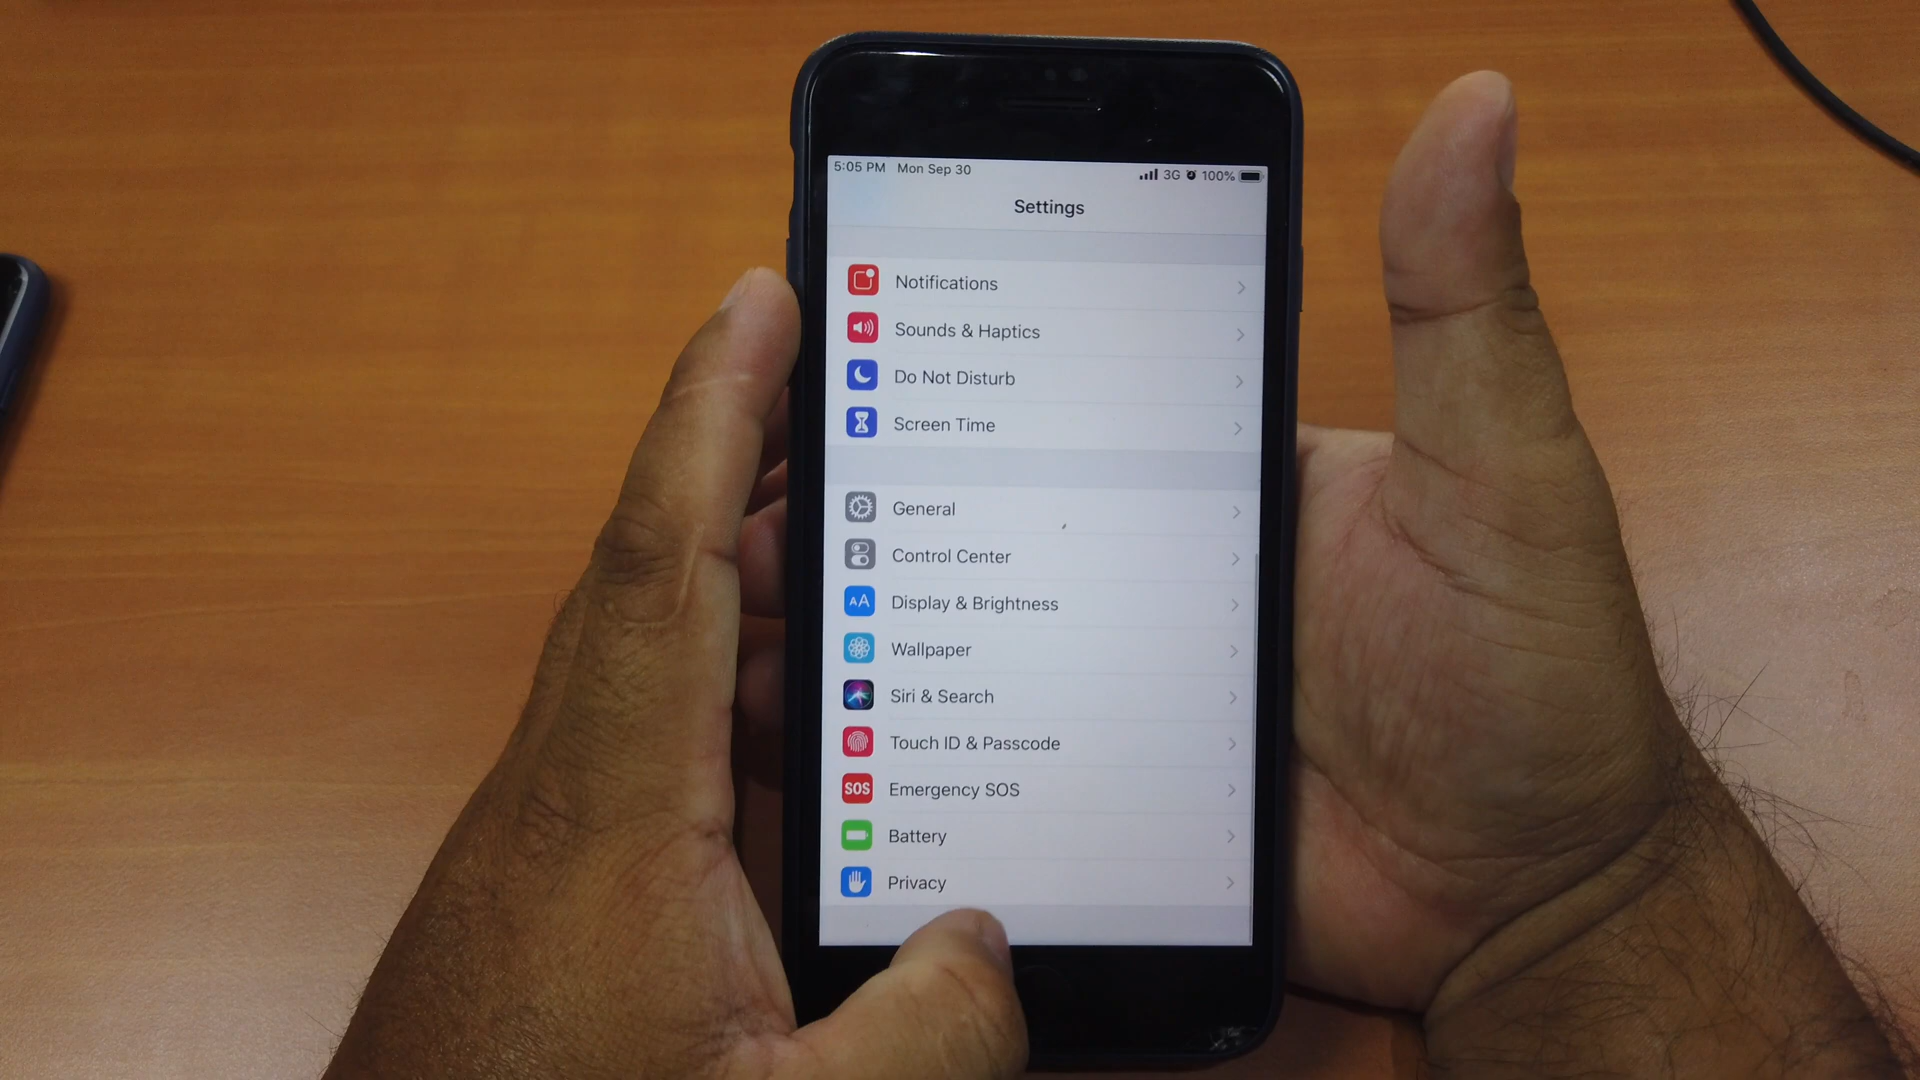 5:05 PM Mon Sep 30 3G 100%
Settings
Notifications
Sounds & Haptics
Do Not Disturb
Screen Time
General
Control Center
AA Display & Brightness
Wallpaper
Siri & Search
Touch ID & Passcode
SOS Emergency SOS
Battery
Privacy